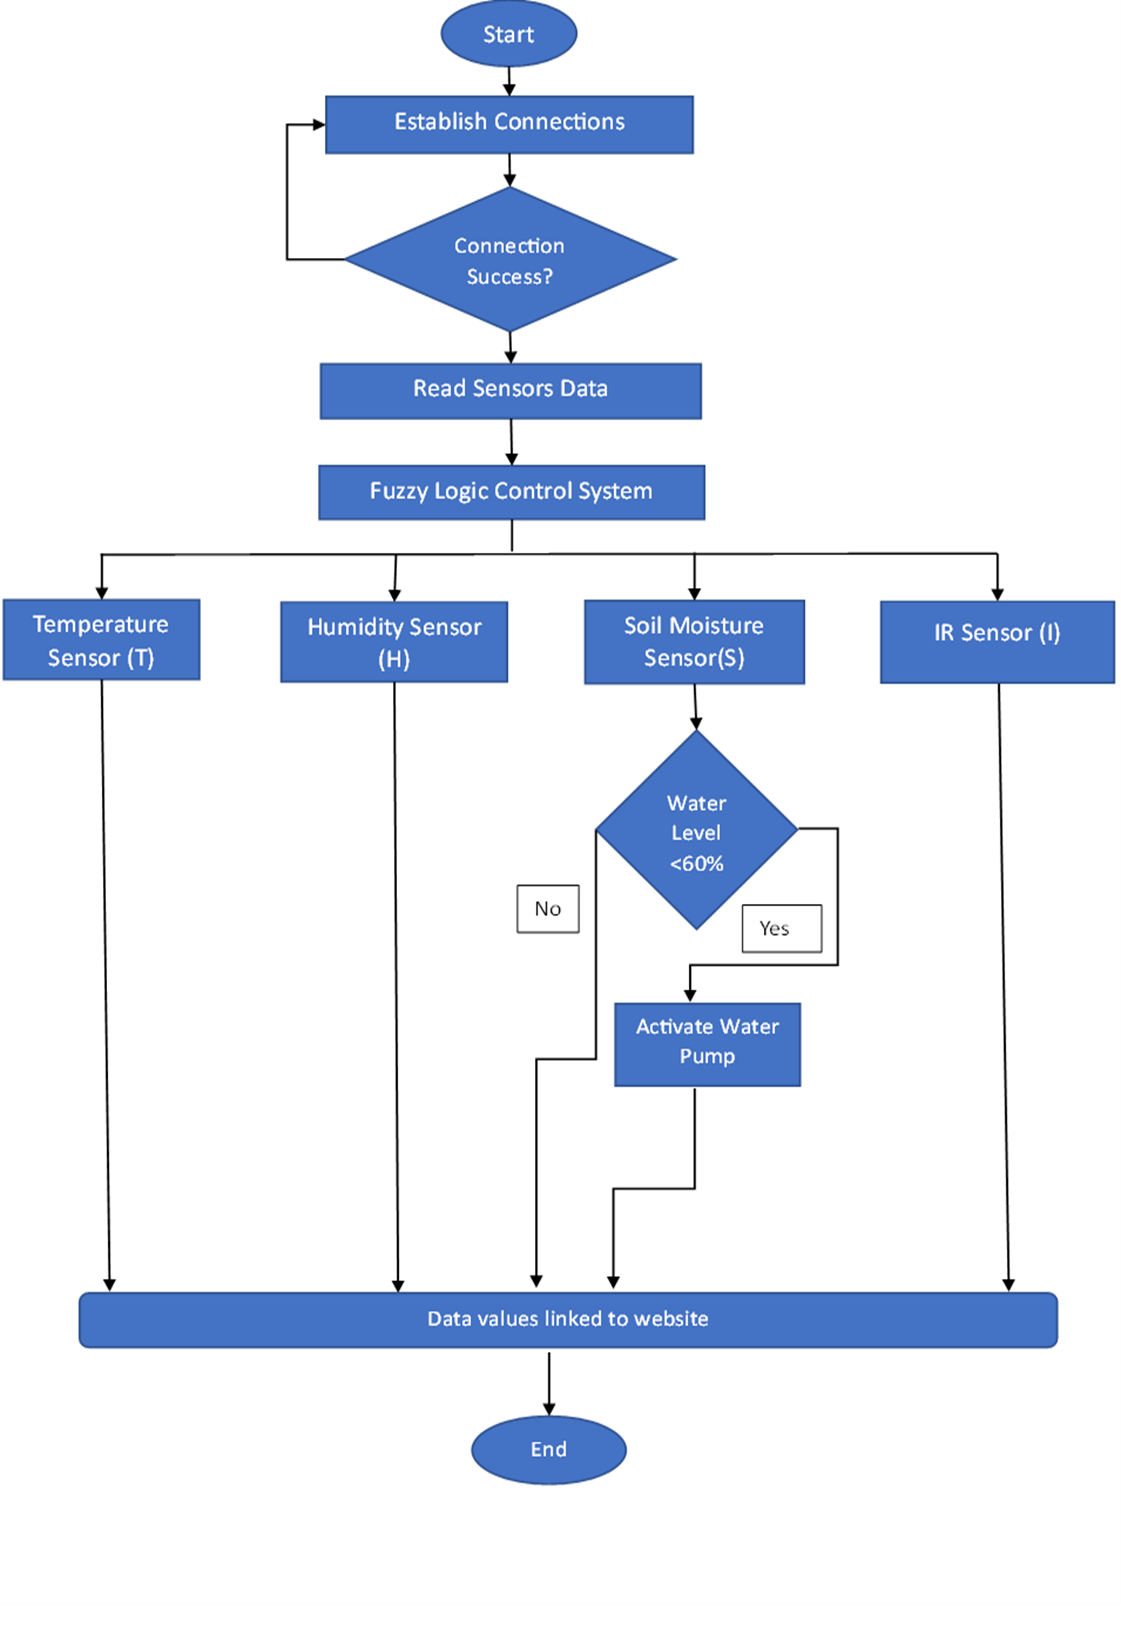 Start
Establish Connections
Connection
Success?
Read Sensors Data
Fuzzy Logic Control System
Temperature
Sensor (T)
Humidity Sensor
(H)
Soil Moisture
Sensor(S)
IR Sensor (I)
Water
Level
<60%
No
Yes
Activate Water
Pump
Data values linked to website
End